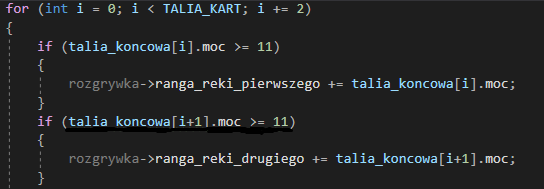 for (int i = 0; i < TALIA_KART; i += 2)
{
if (talia_koncowa[i].moc >= 11)
{
rozgrywka->ranga_reki_pierwszego += talia_koncowa[i].moc;
}
if (talia_koncowa[i+1].moc >= 11)
{
rozgrywka->ranga_reki_drugiego += talia_koncowa[i+1].moc;
}